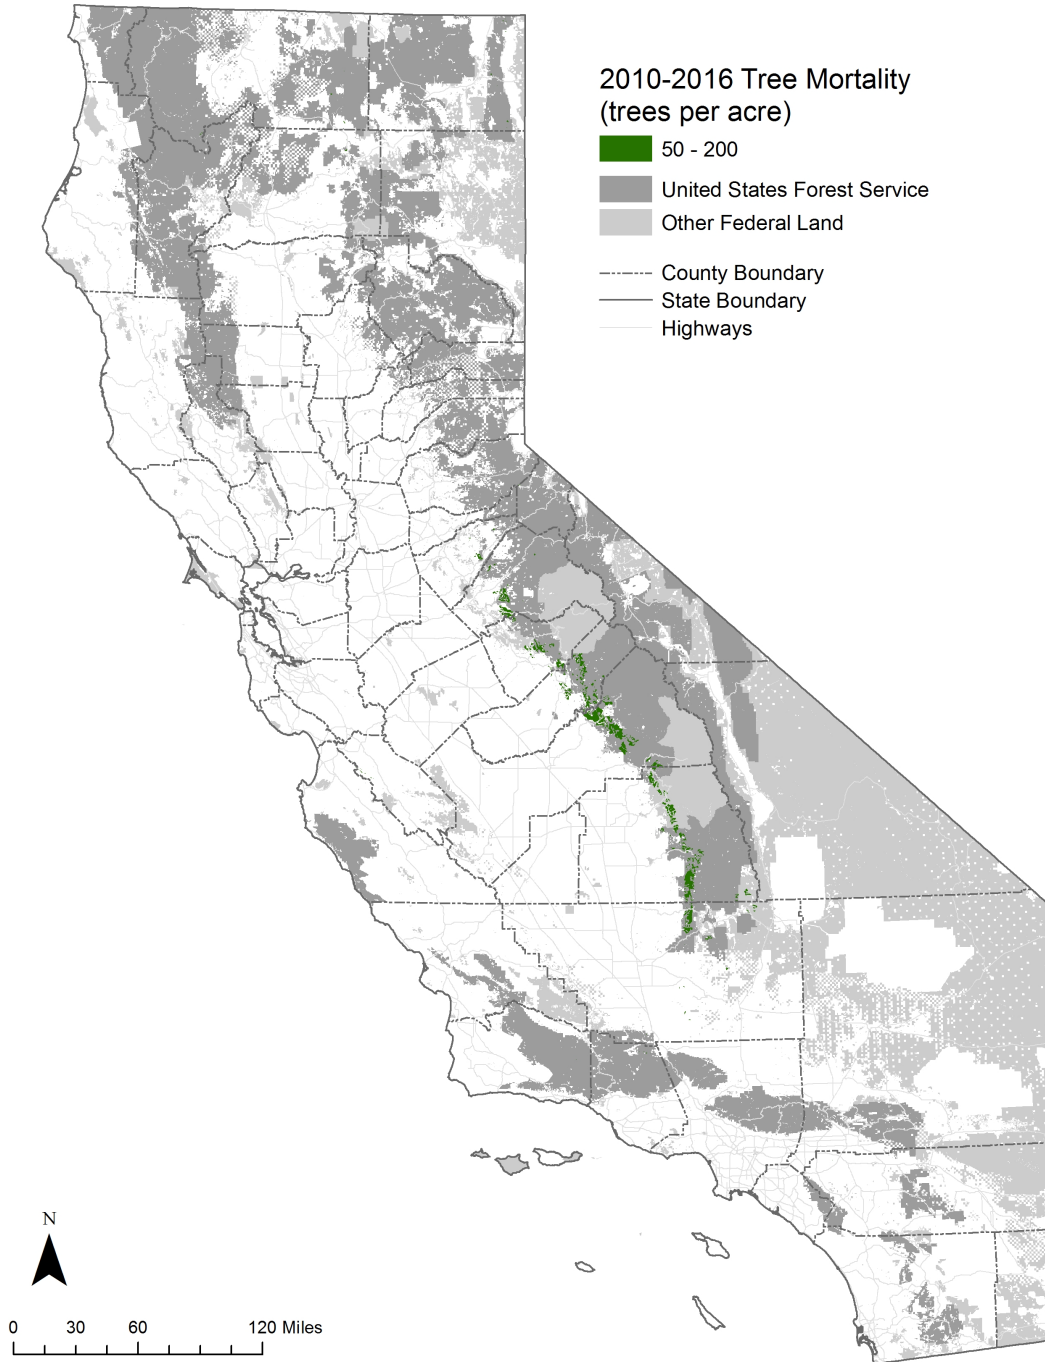 2010-2016 Tree Mortality
(trees per acre)
50 - 200
United States Forest Service
Other Federal Land
County Boundary
State Boundary
Highways
N
0 30 60 120 Miles